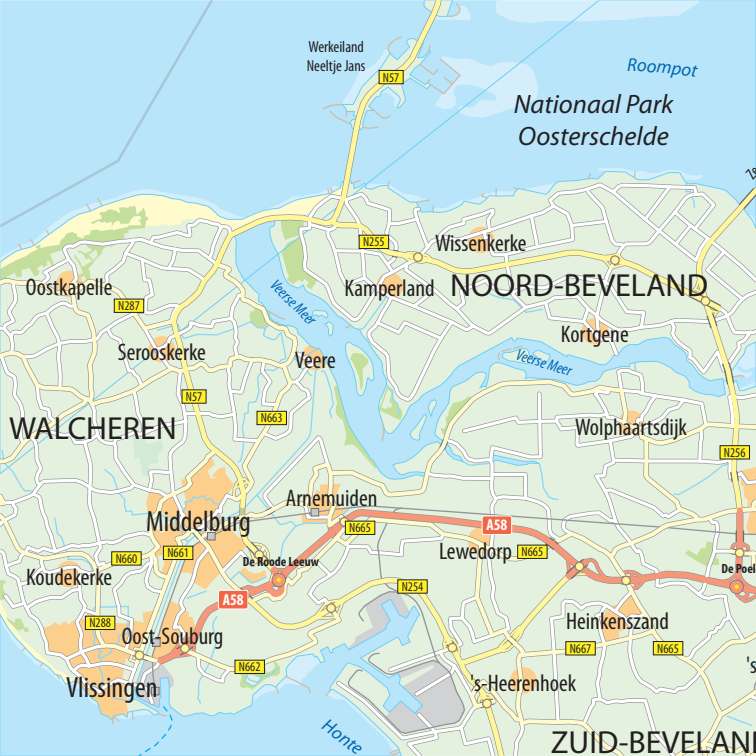 Werkeiland
Neeltje Jans
N57
Roompot
Nationaal Park
Oosterschelde
N255
Wissenkerke
Oostkapelle
N287
Veerse Meer
Kamperland
NOORD-BEVELAND
Serooskerke
Veere
Kortgene
Veerse Meer
N57
N663
WALCHEREN
Wolphaartsdijk
N256
Middelburg
Arnemuiden
N665
A58
N660
N661
De Roode Leeuw
Lewedorp
N665
Koudekerke
A58
N254
De Poel
N288
Oost-Souburg
Heinkenszand
N662
N667
N665
's
Vlissingen
's-Heerenhoek
Honte
ZUID-BEVELAN